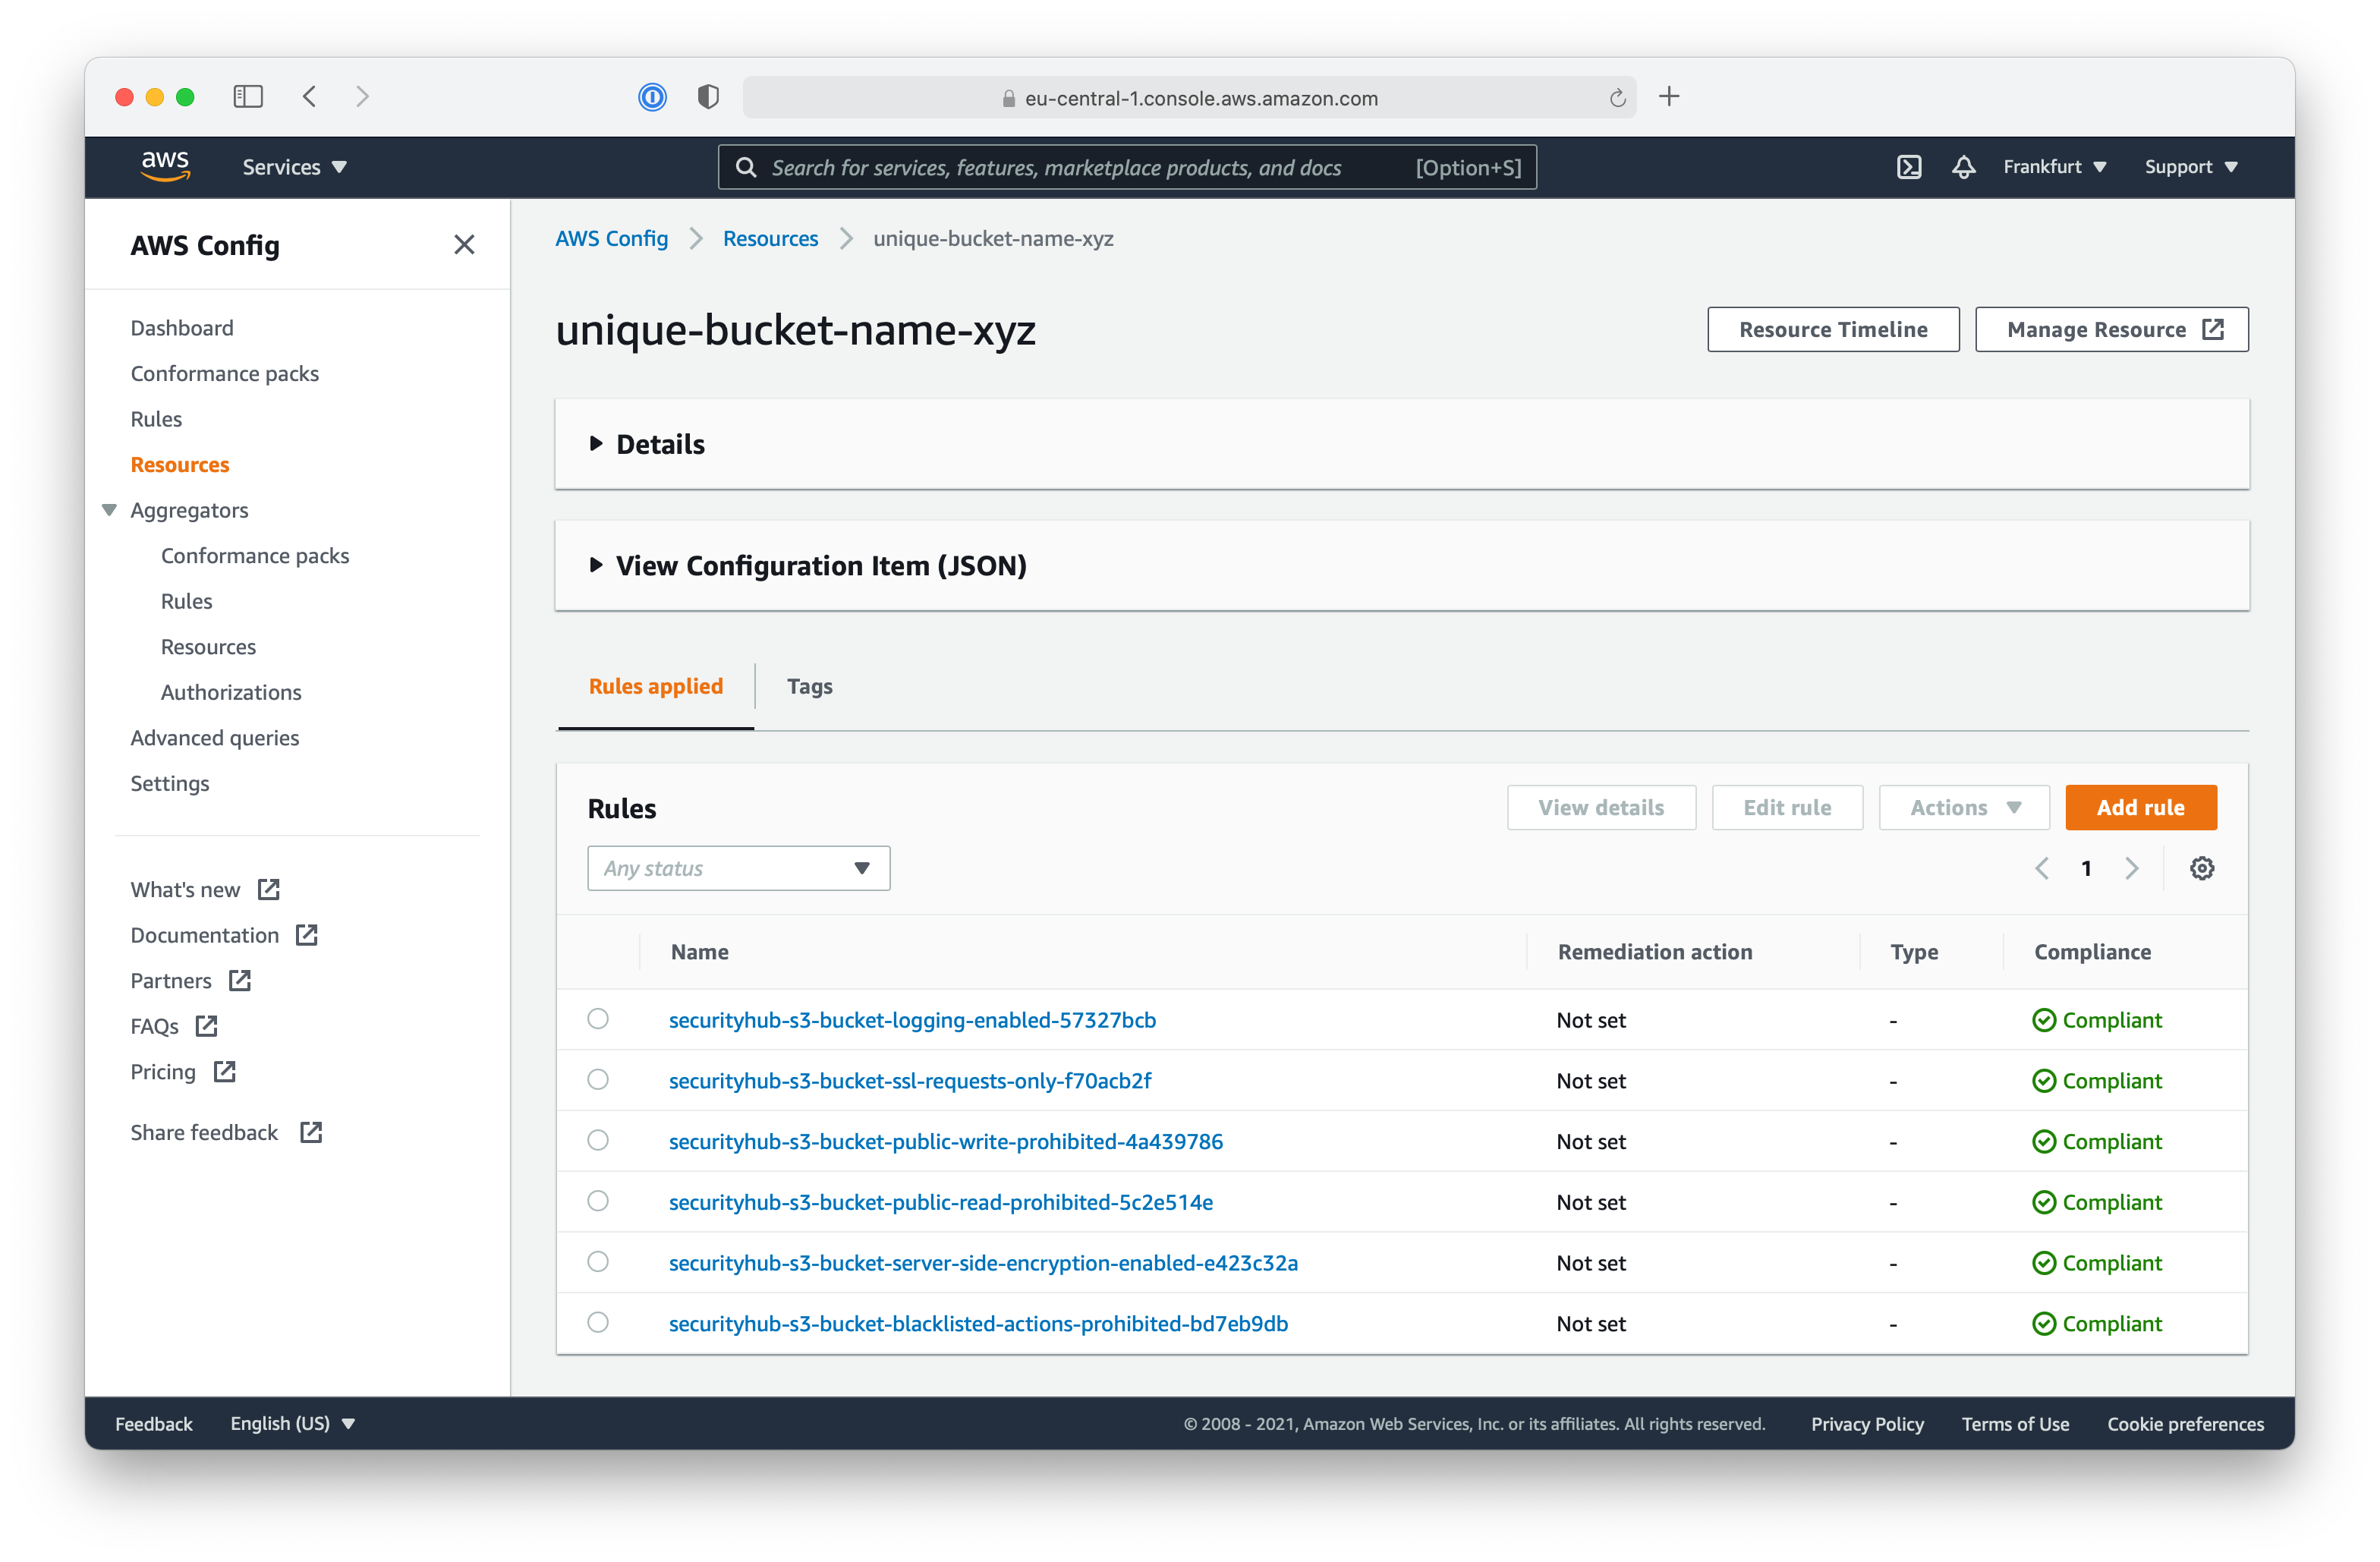 eu-central-1.console.aws.amazon.com
aws
Services
Search for services, features, marketplace products, and docs
[Option+S]
Frankfurt
Support
AWS Config
Dashboard
Conformance packs
Rules
Resources
Aggregators
Conformance packs
Rules
Resources
Authorizations
Advanced queries
Settings
What's new
Documentation
Partners
FAQs
Pricing
Share feedback
AWS Config
Resources
unique-bucket-name-xyz
unique-bucket-name-xyz
Resource Timeline
Manage Resource
Details
View Configuration Item (JSON)
Rules applied
Tags
Rules
View details
Edit rule
Actions
Add rule
Any status
1
Name Remediation action Type Compliance
securityhub-s3-bucket-logging-enabled-57327bcb Not set - Compliant
securityhub-s3-bucket-ssl-requests-only-f70acb2f Not set - Compliant
securityhub-s3-bucket-public-write-prohibited-4a439786 Not set - Compliant
securityhub-s3-bucket-public-read-prohibited-5c2e514e Not set - Compliant
securityhub-s3-bucket-server-side-encryption-enabled-e423c32a Not set - Compliant
securityhub-s3-bucket-blacklisted-actions-prohibited-bd7eb9db Not set - Compliant
Feedback
English (US)
© 2008 - 2021, Amazon Web Services, Inc. or its affiliates. All rights reserved.
Privacy Policy
Terms of Use
Cookie preferences